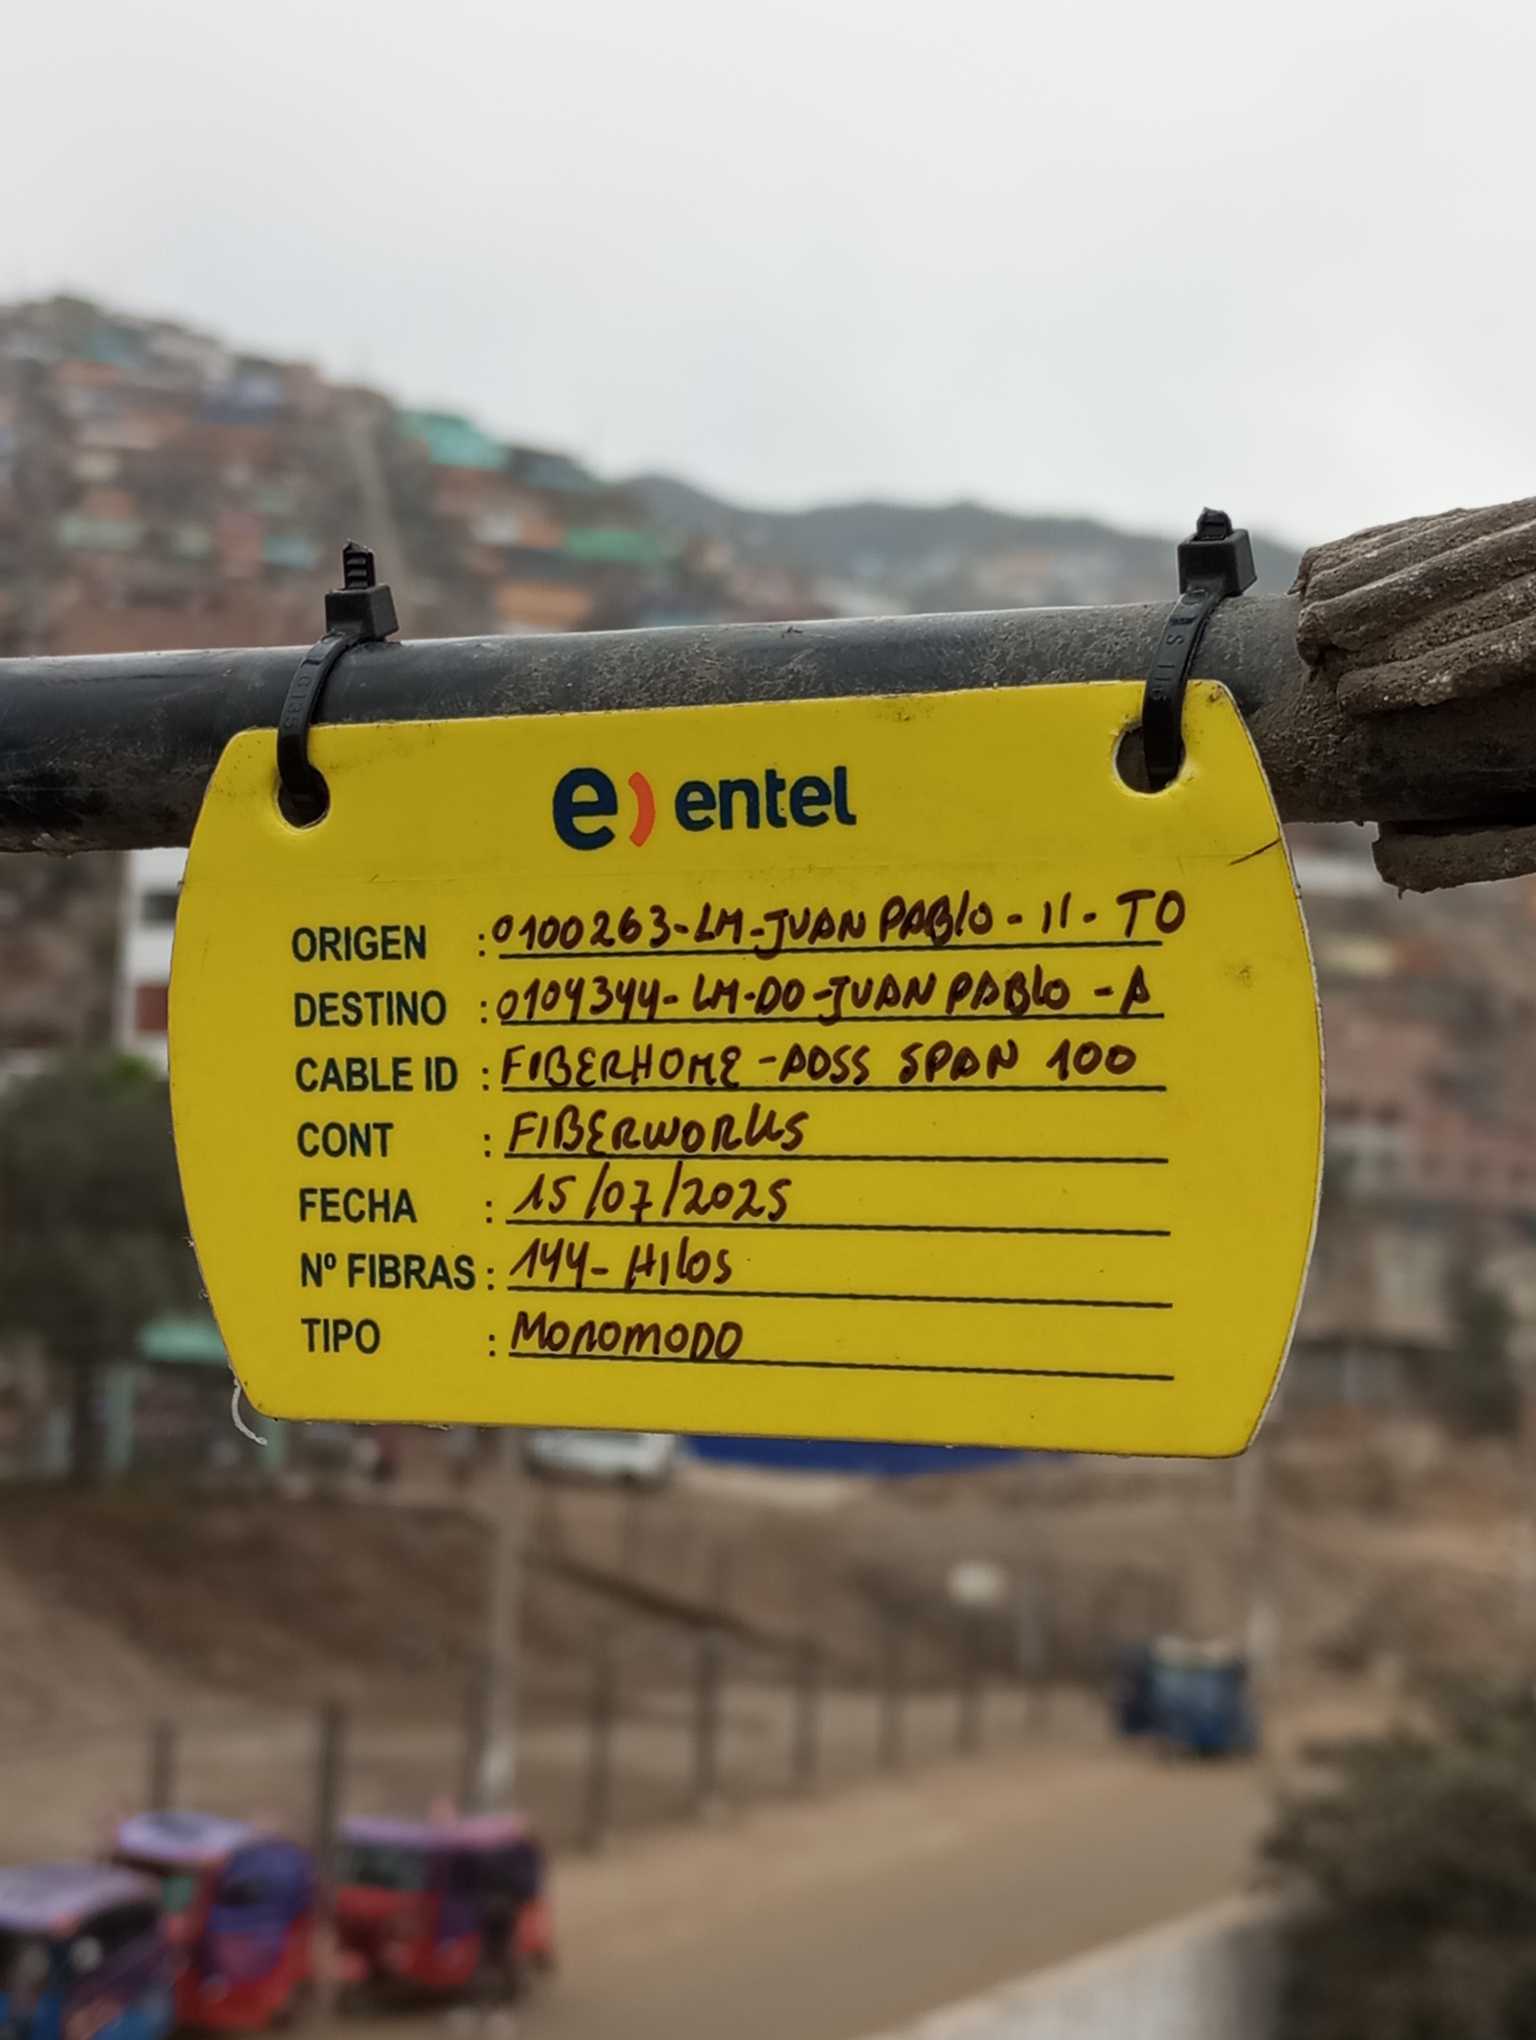 e) entel
ORIGEN : 0100263-LM-JUAN PABLO-II-TO
DESTINO : 0104344-LM-DO-JUAN PABLO-A
CABLE ID : FIBERHOME-ADSS SPAN 100
CONT : FIBERWORKS
FECHA : 15/07/2025
Nº FIBRAS : 144-HILOS
TIPO : MONOMODO